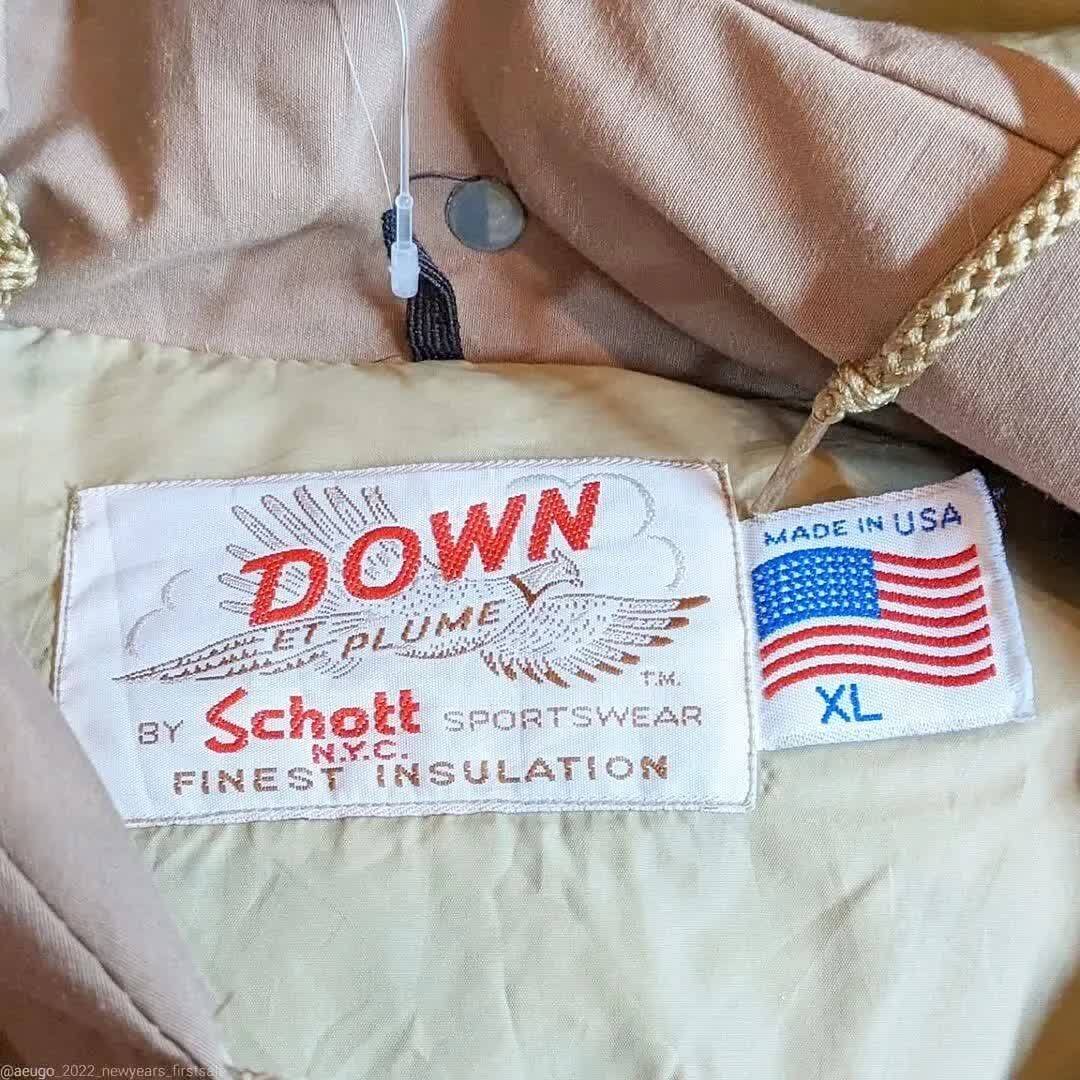 DOWN
ET PLUME
T.M.
BY Schott SPORTSWEAR
N.Y.C.
FINEST INSULATION
MADE IN USA
XL
@aeugo_2022_newyears_firstsale